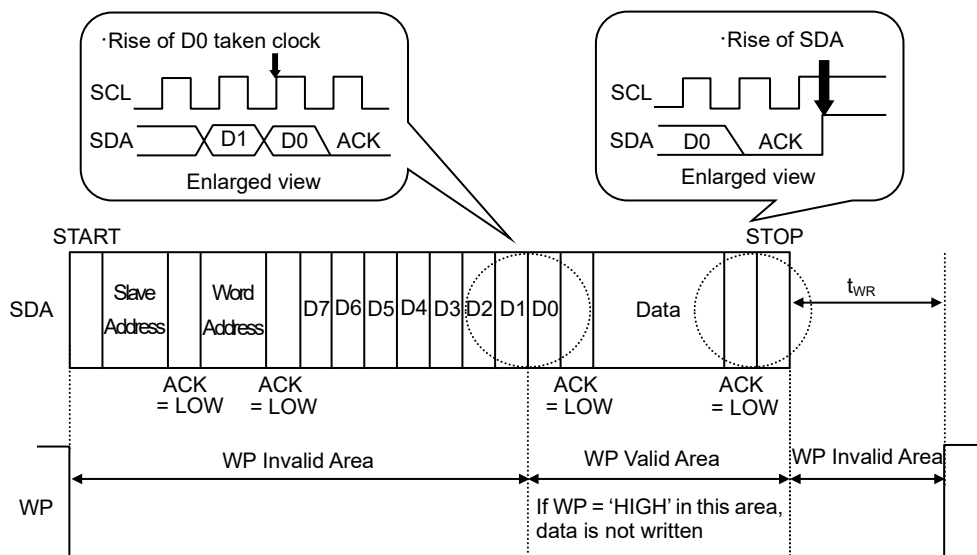 ·Rise of D0 taken clock
SCL
SDA
D1
D0
ACK
Enlarged view
·Rise of SDA
SCL
SDA
D0
ACK
Enlarged view
START
STOP
SDA
Slave
Address
Word
Address
D7
D6
D5
D4
D3
D2
D1
D0
Data
tWR
ACK
= LOW
ACK
= LOW
ACK
= LOW
ACK
= LOW
WP Invalid Area
WP Valid Area
WP Invalid Area
WP
If WP = ‘HIGH’ in this area,
data is not written